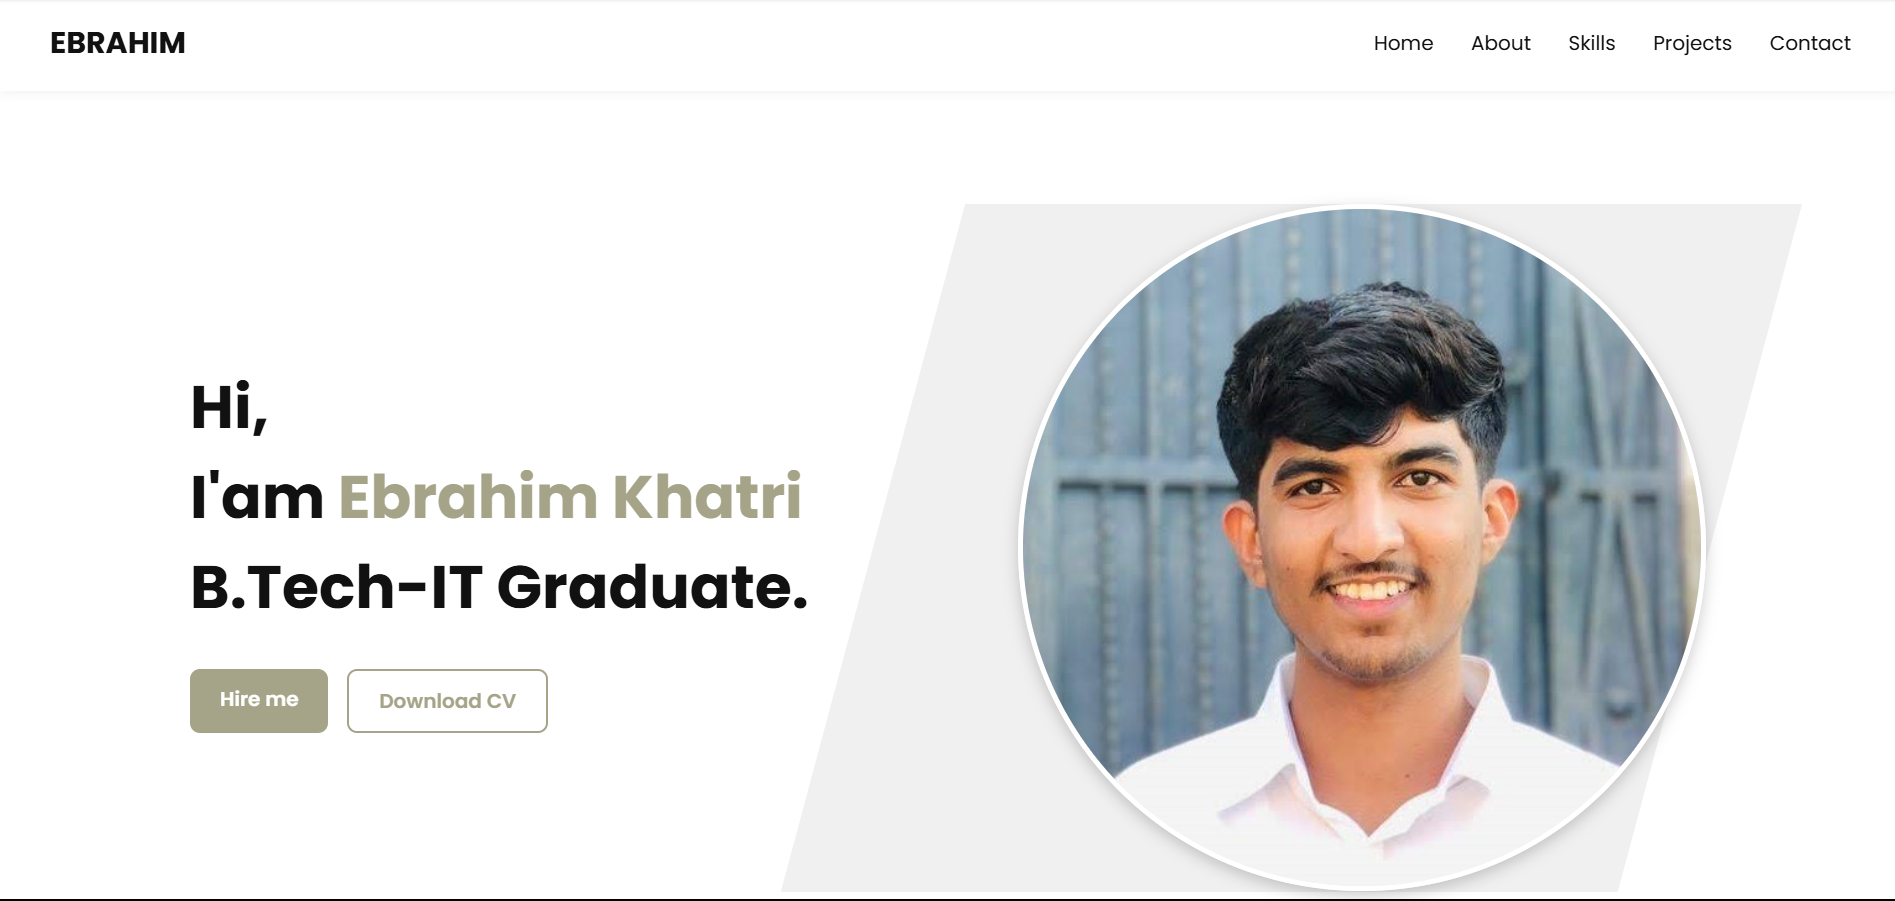 EBRAHIM
Home About Skills Projects Contact
Hi,
I'am Ebrahim Khatri
B.Tech-IT Graduate.
Hire me
Download CV